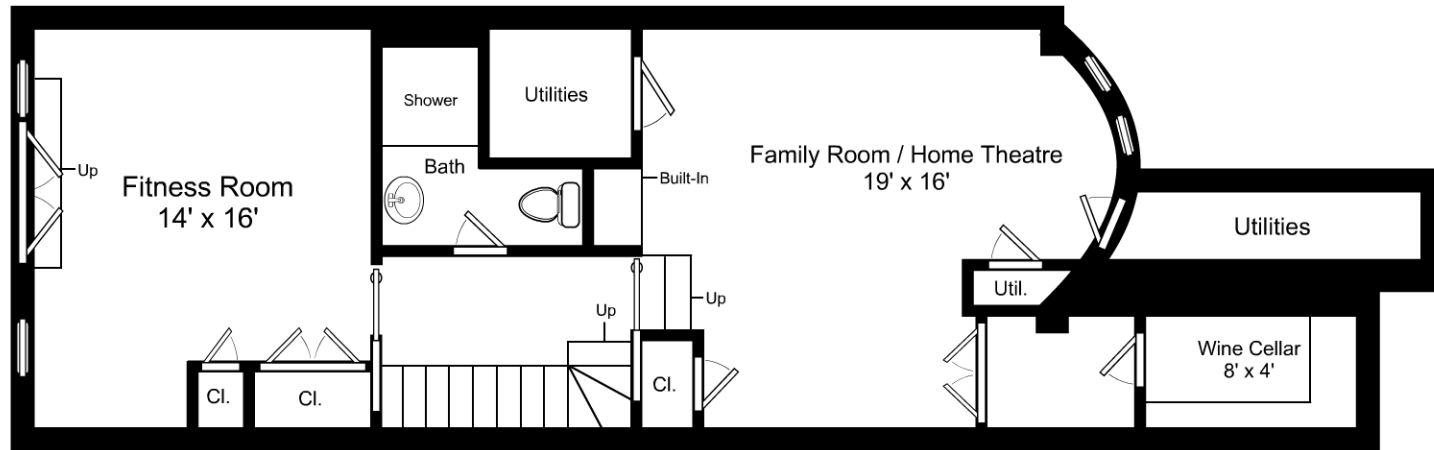 Shower
Utilities
Bath
Up
Fitness Room
14' x 16'
Built-In
Family Room / Home Theatre
19' x 16'
Utilities
Up
Up
Util.
Cl.
Cl.
Cl.
Wine Cellar
8' x 4'